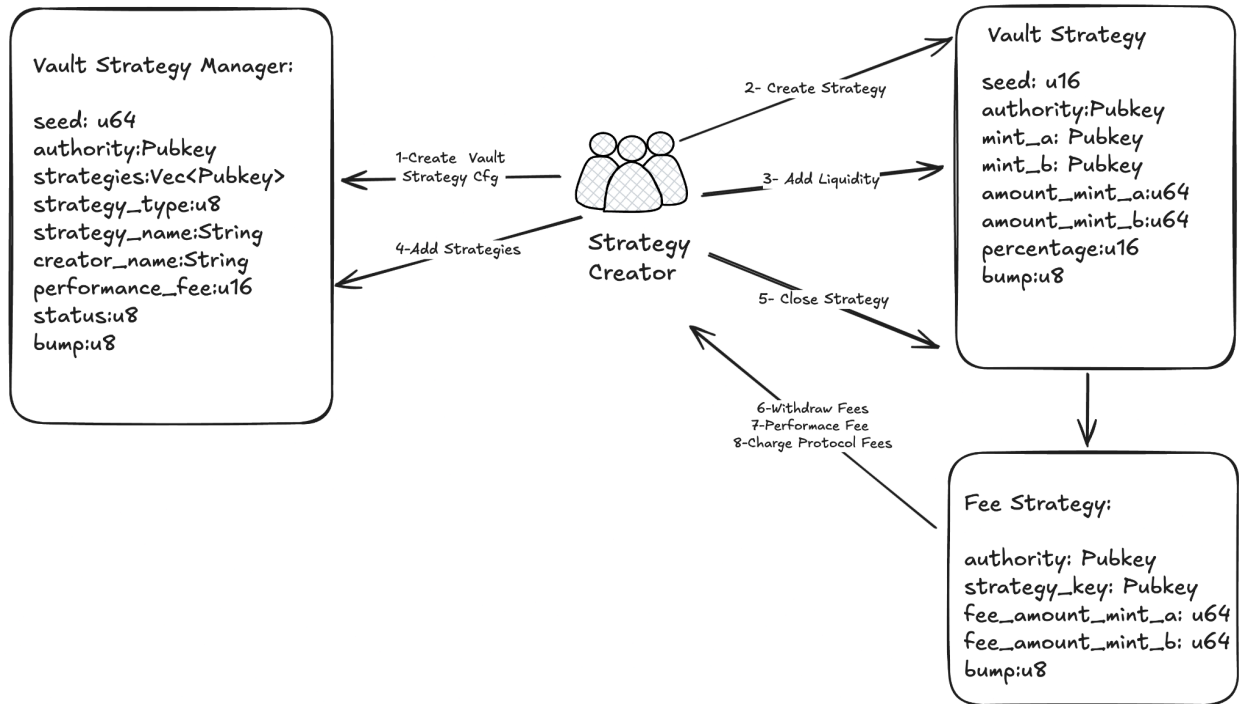 Vault Strategy Manager:
seed: u64
authority:Pubkey
strategies:Vec<Pubkey>
strategy_type:u8
strategy_name:String
creator_name:String
performance_fee:u16
status:u8
bump:u8
1-Create Vault
Strategy Cfg
4-Add Strategies
Strategy
Creator
2- Create Strategy
3- Add Liquidity
5- Close Strategy
6-Withdraw Fees
7-Performace Fee
8-Charge Protocol Fees
Vault Strategy
seed: u16
authority:Pubkey
mint_a: Pubkey
mint_b: Pubkey
amount_mint_a:u64
amount_mint_b:u64
percentage:u16
bump:u8
Fee Strategy:
authority: Pubkey
strategy_key: Pubkey
fee_amount_mint_a: u64
fee_amount_mint_b: u64
bump:u8